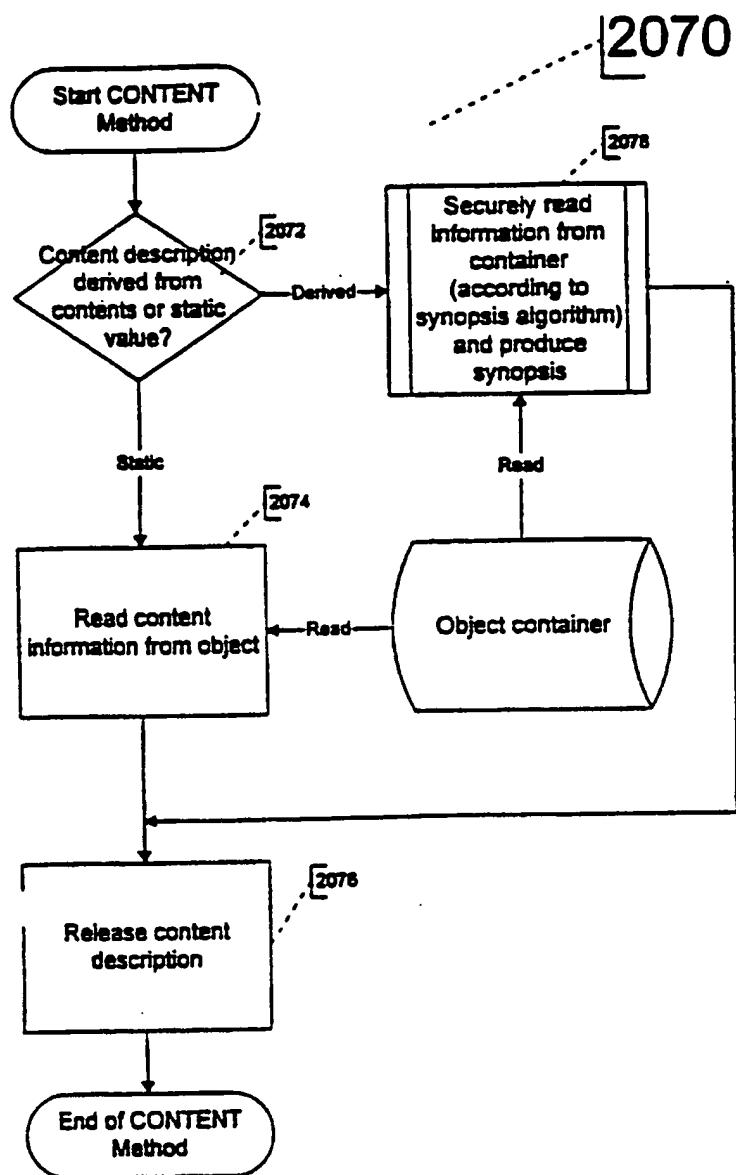 2070
Start CONTENT
Method
2078
2072
Content description
derived from
contents or static
value?
Derived
Securely read
information from
container
(according to
synopsis algorithm)
and produce
synopsis
Static
Read
2074
Read content
information from object
Read
Object container
2076
Release content
description
End of CONTENT
Method